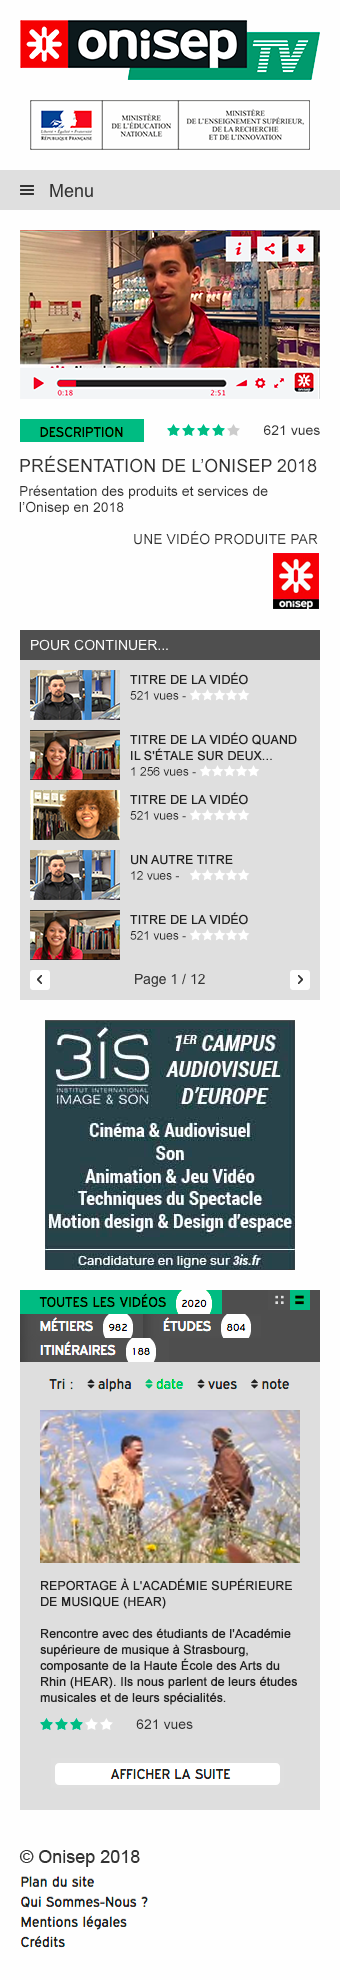 onisep TV
Liberté • Égalité • Fraternité
RÉPUBLIQUE FRANÇAISE
MINISTÈRE
DE L'ÉDUCATION
NATIONALE
MINISTÈRE
DE L'ENSEIGNEMENT SUPÉRIEUR,
DE LA RECHERCHE
ET DE L'INNOVATION
Menu
i
0:18
2:51
onisep
DESCRIPTION
621 vues
PRÉSENTATION DE L'ONISEP 2018
Présentation des produits et services de
l'Onisep en 2018
UNE VIDÉO PRODUITE PAR
onisep
POUR CONTINUER...
TITRE DE LA VIDÉO
521 vues -
TITRE DE LA VIDÉO QUAND
IL S'ÉTALE SUR DEUX...
1 256 vues -
TITRE DE LA VIDÉO
521 vues -
UN AUTRE TITRE
12 vues -
TITRE DE LA VIDÉO
521 vues -
Page 1 / 12
3iS
INSTITUT INTERNATIONAL
IMAGE & SON
1ER CAMPUS
AUDIOVISUEL
D'EUROPE
Cinéma & Audiovisuel
Son
Animation & Jeu Vidéo
Techniques du Spectacle
Motion design & Design d'espace
Candidature en ligne sur 3is.fr
TOUTES LES VIDÉOS 2020
MÉTIERS 982 ÉTUDES 804
ITINÉRAIRES 188
Tri : alpha date vues note
REPORTAGE À L'ACADÉMIE SUPÉRIEURE
DE MUSIQUE (HEAR)
Rencontre avec des étudiants de l'Académie
supérieure de musique à Strasbourg,
composante de la Haute École des Arts du
Rhin (HEAR). Ils nous parlent de leurs études
musicales et de leurs spécialités.
621 vues
AFFICHER LA SUITE
© Onisep 2018
Plan du site
Qui Sommes-Nous ?
Mentions légales
Crédits